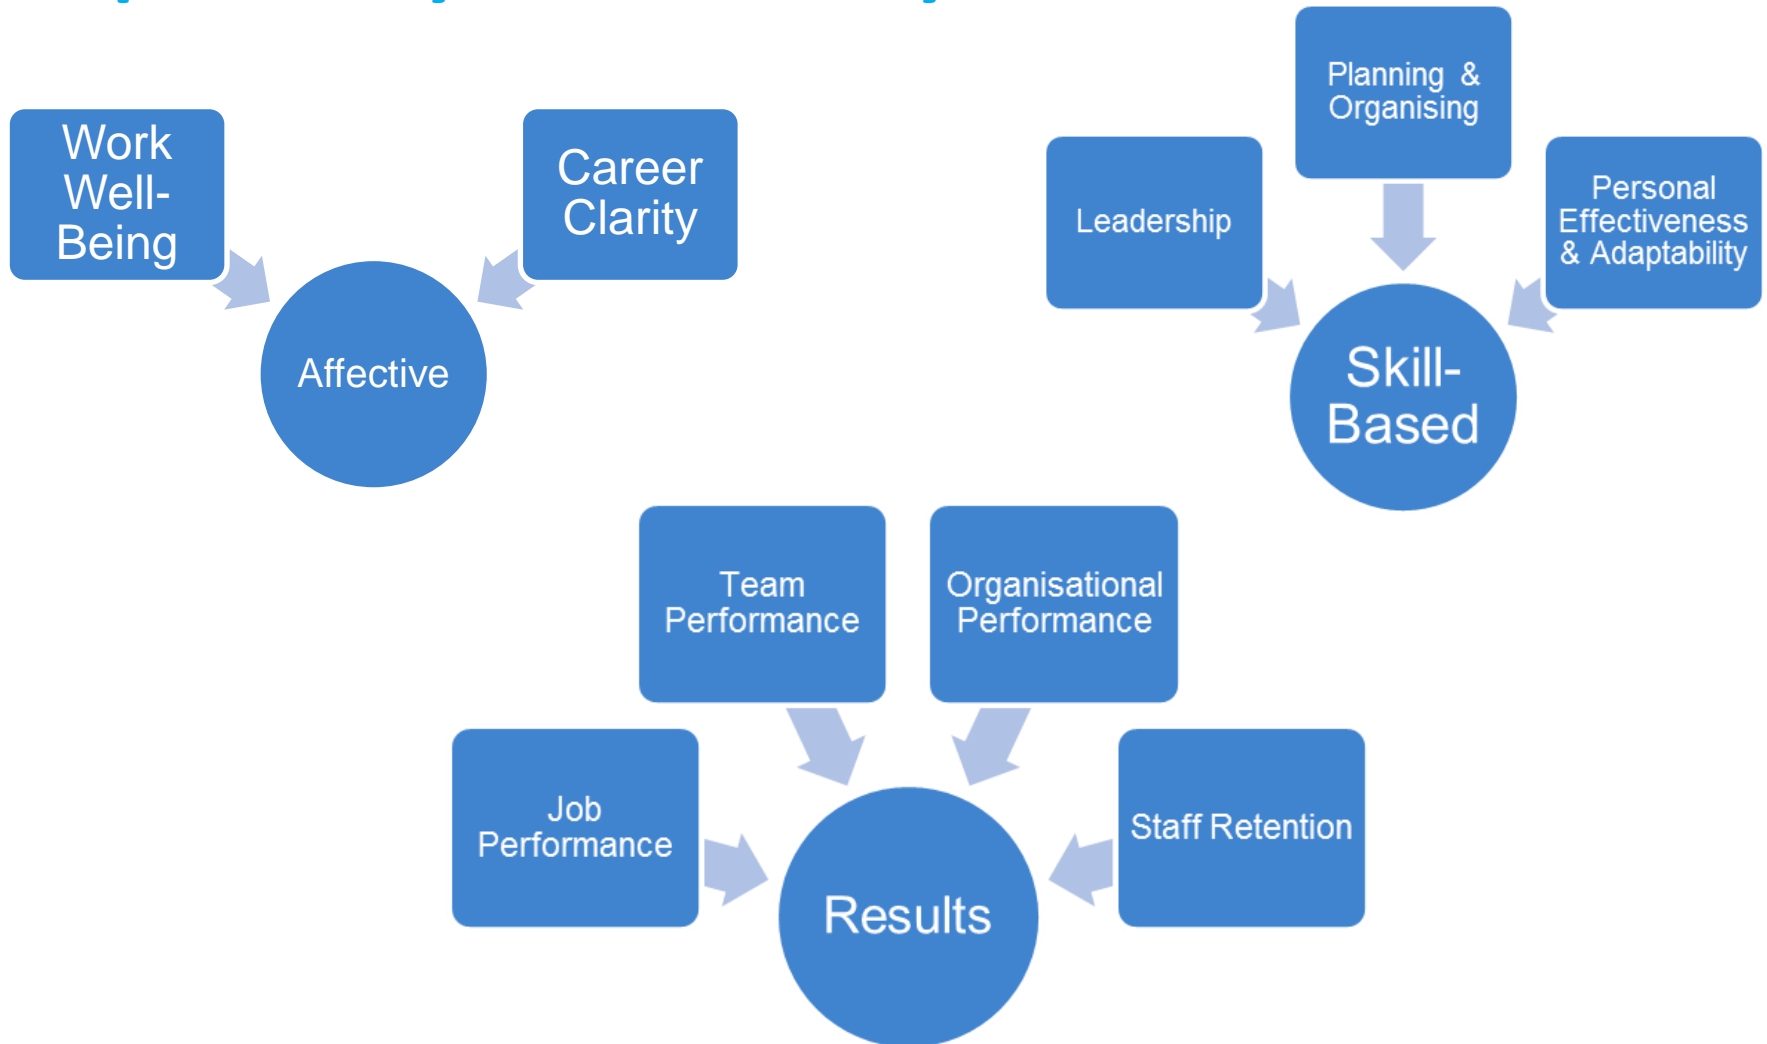 Work
Well-
Being
Career
Clarity
Affective
Planning &
Organising
Leadership
Personal
Effectiveness
& Adaptability
Skill-
Based
Team
Performance
Organisational
Performance
Job
Performance
Staff Retention
Results